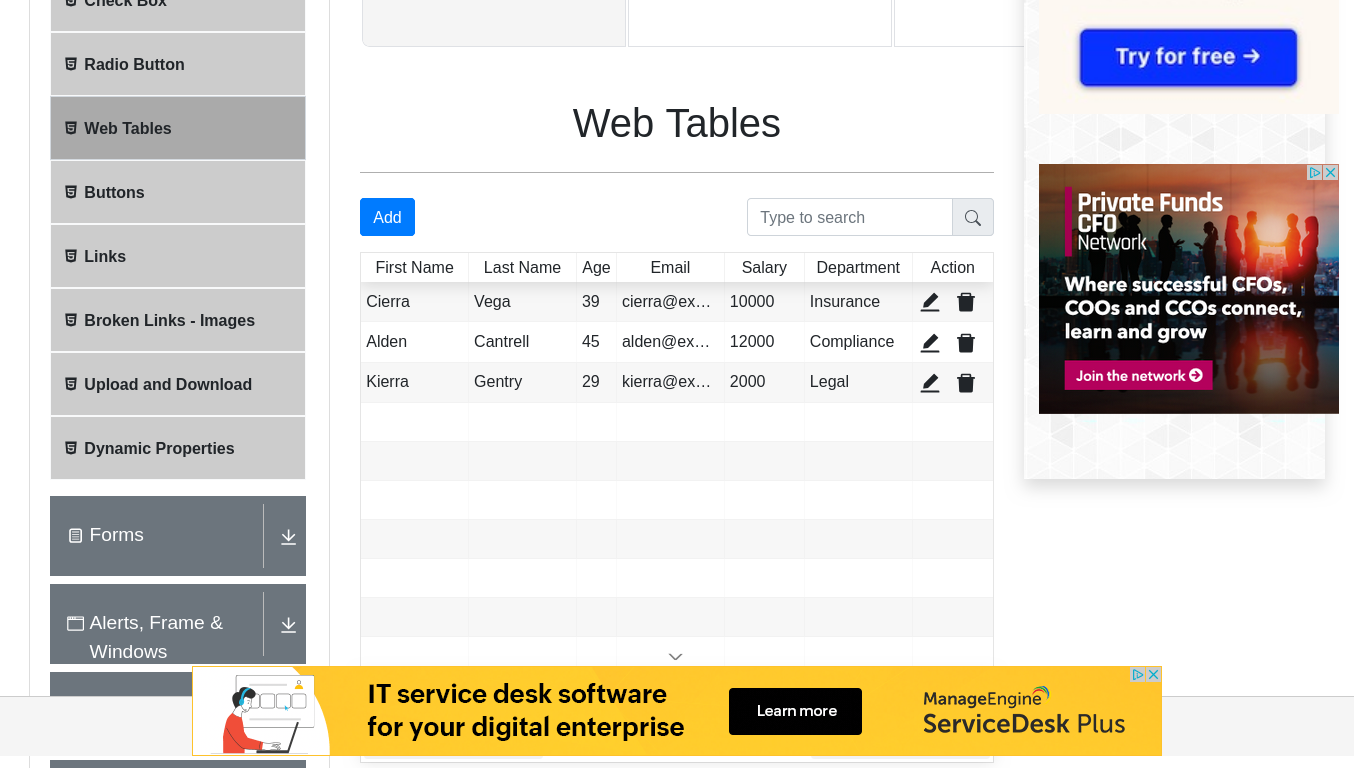 Check Box
Radio Button
Web Tables
Buttons
Links
Broken Links - Images
Upload and Download
Dynamic Properties
Forms
Alerts, Frame &
Windows
Web Tables
Add
Type to search
First Name Last Name Age Email Salary Department Action
Cierra Vega 39 cierra@ex… 10000 Insurance
Alden Cantrell 45 alden@ex… 12000 Compliance
Kierra Gentry 29 kierra@ex… 2000 Legal
Try for free →
Private Funds
CFO
Network
Where successful CFOs,
COOs and CCOs connect,
learn and grow
Join the network
IT service desk software
for your digital enterprise
Learn more
ManageEngine
ServiceDesk Plus